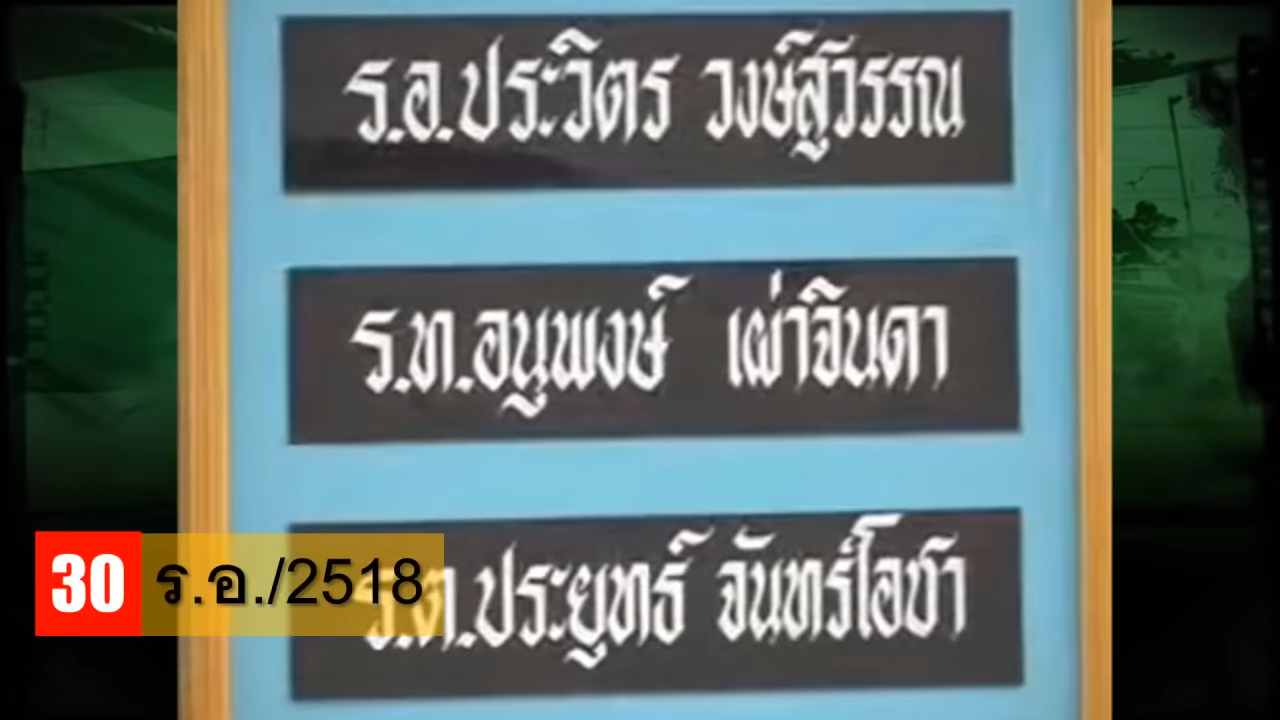 ร.อ.ประวิตร วงษ์สุวรรณ
ร.ท.อนุพงษ์ เผ่าจินดา
ร.ต.ประยุทธ์ จันทร์โอชา
30 ร.อ./2518